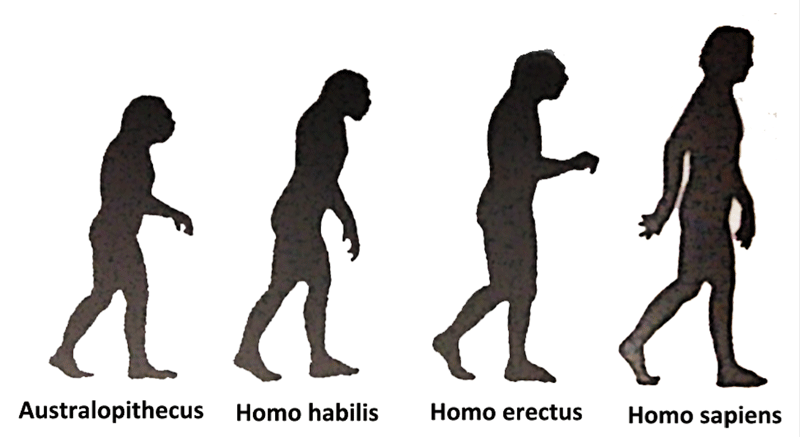 Australopithecus
Homo habilis
Homo erectus
Homo sapiens